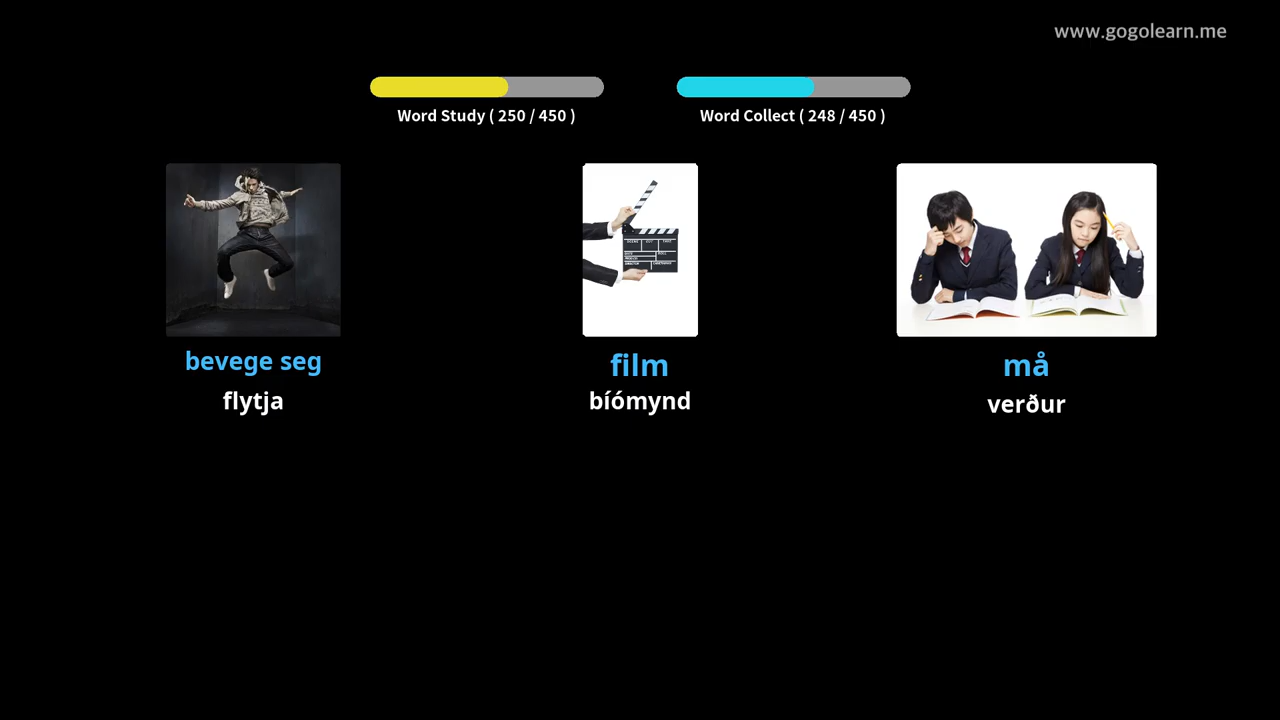 www.gogolearn.me
Word Study ( 250 / 450 )
Word Collect ( 248 / 450 )
bevege seg
film
må
flytja
bíómynd
verður